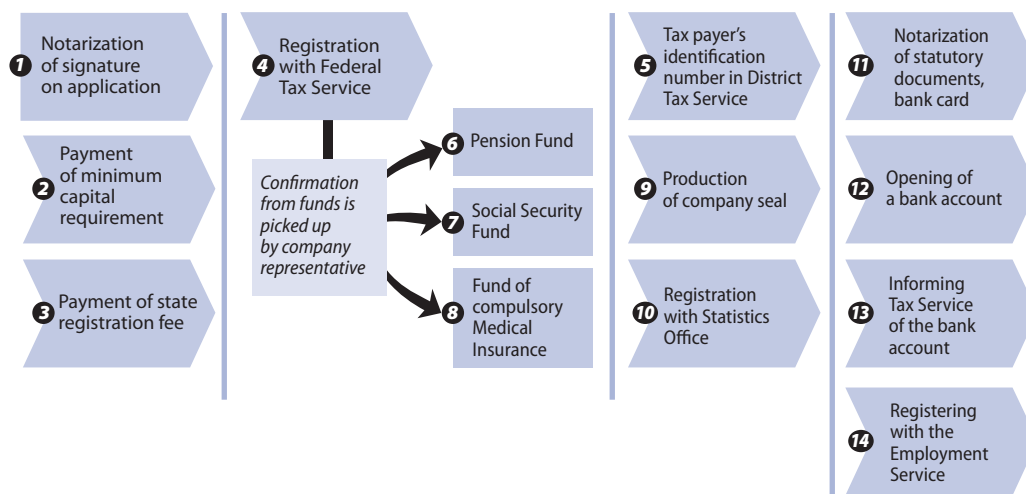 1
Notarization
of signature
on application
2
Payment
of minimum
capital
requirement
3
Payment of state
registration fee
4
Registration
with Federal
Tax Service
Confirmation
from funds is
picked up
by company
representative
6
Pension Fund
7
Social Security
Fund
8
Fund of
compulsory
Medical
Insurance
5
Tax payer's
identification
number in District
Tax Service
9
Production
of company seal
10
Registration
with Statistics
Office
11
Notarization
of statutory
documents,
bank card
12
Opening of
a bank account
13
Informing
Tax Service
of the bank
account
14
Registering
with the
Employment
Service